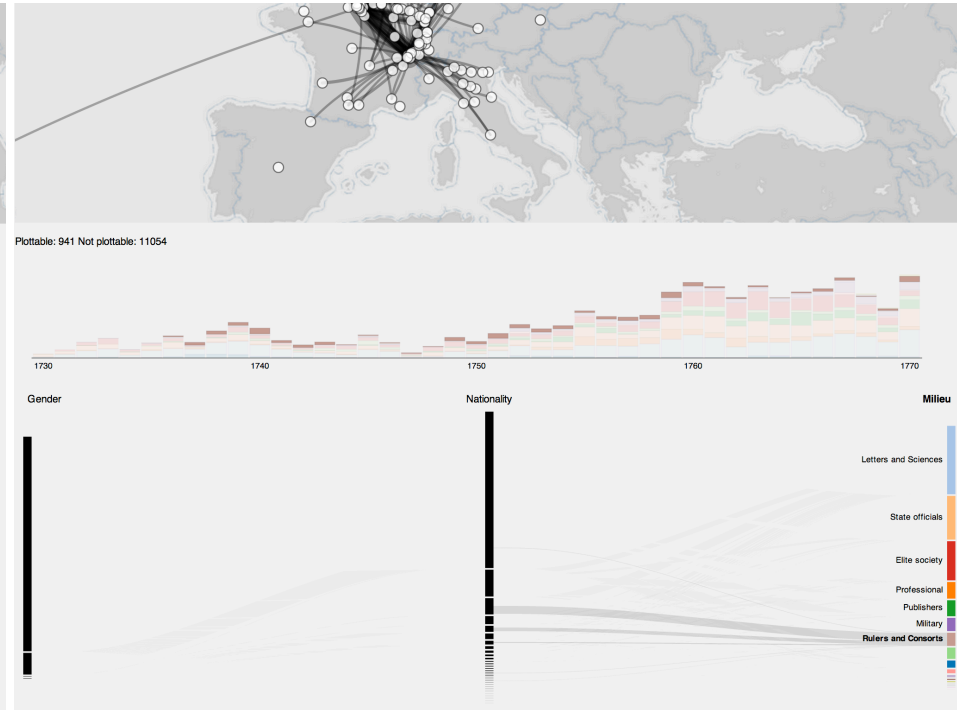 Plottable: 941 Not plottable: 11054
1730 1740 1750 1760 1770
Gender Nationality Milieu
Letters and Sciences
State officials
Elite society
Professional
Publishers
Military
Rulers and Consorts